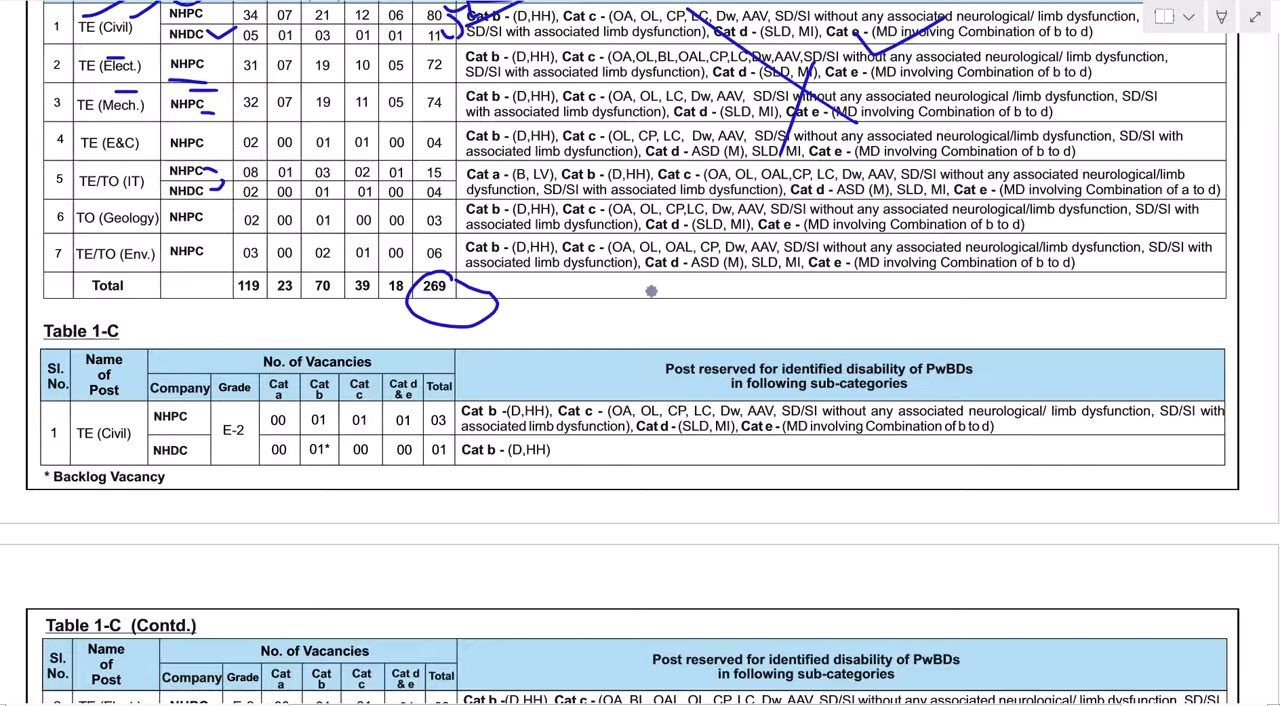 1 TE (Civil) NHPC 34 07 21 12 06 80 Cat b - (D,HH), Cat c - (OA, OL, CP, LC, Dw, AAV, SD/SI without any associated neurological/ limb dysfunction,
NHDC 05 01 03 01 01 11 SD/SI with associated limb dysfunction), Cat d - (SLD, MI), Cat e - (MD involving Combination of b to d)
2 TE (Elect.) NHPC 31 07 19 10 05 72 Cat b - (D,HH), Cat c - (OA,OL,BL,OAL,CP,LC,Dw,AAV,SD/SI without any associated neurological/ limb dysfunction,
SD/SI with associated limb dysfunction), Cat d - (SLD, MI), Cat e - (MD involving Combination of b to d)
3 TE (Mech.) NHPC 32 07 19 11 05 74 Cat b - (D,HH), Cat c - (OA, OL, LC, Dw, AAV, SD/SI without any associated neurological /limb dysfunction, SD/SI
with associated limb dysfunction), Cat d - (SLD, MI), Cat e - (MD involving Combination of b to d)
4 TE (E&C) NHPC 02 00 01 01 00 04 Cat b - (D,HH), Cat c - (OL, CP, LC, Dw, AAV, SD/SI without any associated neurological/limb dysfunction, SD/SI with
associated limb dysfunction), Cat d - ASD (M), SLD, MI, Cat e - (MD involving Combination of b to d)
5 TE/TO (IT) NHPC 08 01 03 02 01 15 Cat a - (B, LV), Cat b - (D,HH), Cat c - (OA, OL, OAL,CP, LC, Dw, AAV, SD/SI without any associated neurological/limb
NHDC 02 00 01 01 00 04 dysfunction, SD/SI with associated limb dysfunction), Cat d - ASD (M), SLD, MI, Cat e - (MD involving Combination of a to d)
6 TO (Geology) NHPC 02 00 01 00 00 03 Cat b - (D,HH), Cat c - (OA, OL, CP,LC, Dw, AAV, SD/SI without any associated neurological/limb dysfunction, SD/SI with
associated limb dysfunction), Cat d - (SLD, MI), Cat e - (MD involving Combination of b to d)
7 TE/TO (Env.) NHPC 03 00 02 01 00 06 Cat b - (D,HH), Cat c - (OA, OL, OAL, CP, Dw, AAV, SD/SI without any associated neurological/limb dysfunction, SD/SI with
associated limb dysfunction), Cat d - ASD (M), SLD, MI, Cat e - (MD involving Combination of b to d)
Total 119 23 70 39 18 269
Table 1-C
Sl. No. Name of Post No. of Vacancies Post reserved for identified disability of PwBDs in following sub-categories
Company Grade Cat a Cat b Cat c Cat d & e Total
1 TE (Civil) NHPC E-2 00 01 01 01 03 Cat b -(D,HH), Cat c - (OA, OL, CP, LC, Dw, AAV, SD/SI without any associated neurological/ limb dysfunction, SD/SI with
associated limb dysfunction), Cat d - (SLD, MI), Cat e - (MD involving Combination of b to d)
NHDC 00 01* 00 00 01 Cat b - (D,HH)
* Backlog Vacancy
Table 1-C (Contd.)
Sl. No. Name of Post No. of Vacancies Post reserved for identified disability of PwBDs in following sub-categories
Company Grade Cat a Cat b Cat c Cat d & e Total
Cat b -(D,HH), Cat c - (OA, BL, OAL, OL, CP, LC, Dw, AAV, SD/SI without any associated neurological/ limb dysfunction, SD/SI